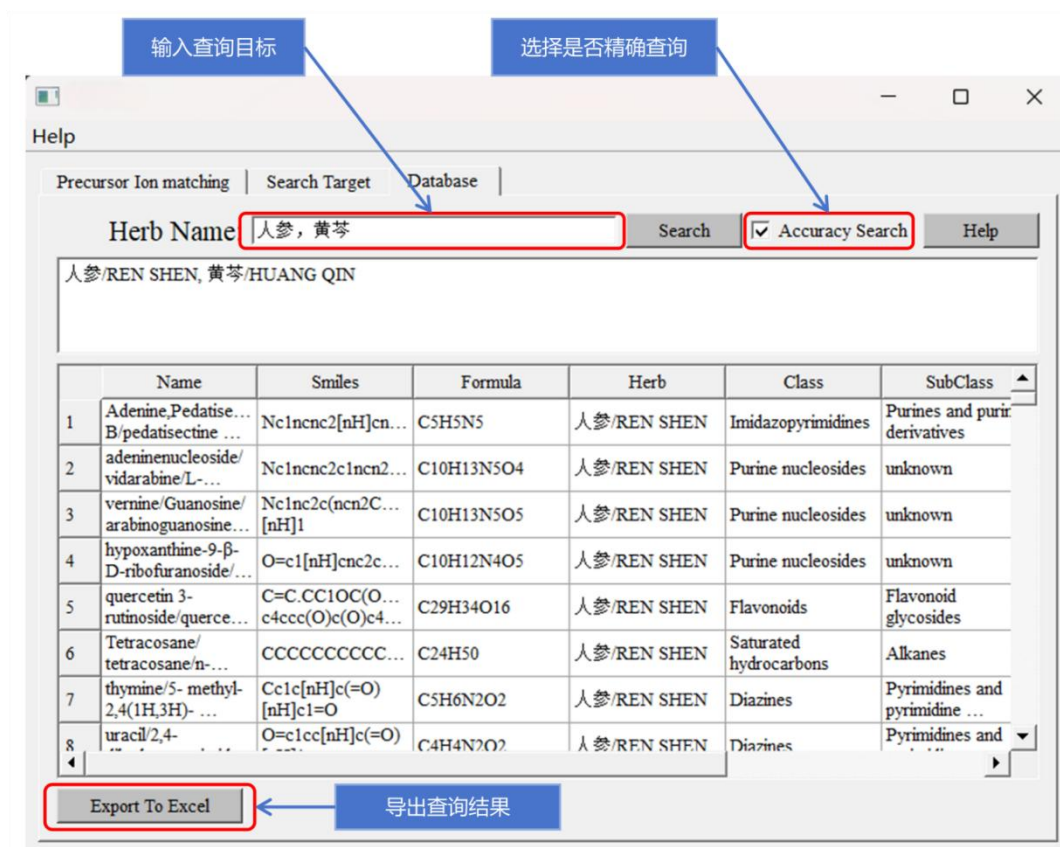 输入查询目标 选择是否精确查询
Help
Precursor Ion matching Search Target Database
Herb Name: 人参，黄芩 Search Accuracy Search Help
人参/REN SHEN, 黄芩/HUANG QIN
Name Smiles Formula Herb Class SubClass
1 Adenine,Pedatise... B/pedatisectine ... Nc1ncnc2[nH]cn... C5H5N5 人参/REN SHEN Imidazopyrimidines Purines and purin derivatives
2 adeninenucleoside/ vidarabine/L-... Nc1ncnc2c1ncn2... C10H13N5O4 人参/REN SHEN Purine nucleosides unknown
3 vernine/Guanosine/ arabinoguanosine... Nc1nc2c(ncn2C... [nH]1 C10H13N5O5 人参/REN SHEN Purine nucleosides unknown
4 hypoxanthine-9-β- D-ribofuranoside/... O=c1[nH]cnc2c... C10H12N4O5 人参/REN SHEN Purine nucleosides unknown
5 quercetin 3- rutinoside/querce... C=C.CC1OC(O... c4ccc(O)c(O)c4... C29H34O16 人参/REN SHEN Flavonoids Flavonoid glycosides
6 Tetracosane/ tetracosane/n-... CCCCCCCCCC... C24H50 人参/REN SHEN Saturated hydrocarbons Alkanes
7 thymine/5- methyl- 2,4(1H,3H)- ... Cc1c[nH]c(=O) [nH]c1=O C5H6N2O2 人参/REN SHEN Diazines Pyrimidines and pyrimidine ...
8 uracil/2,4- O=c1cc[nH]c(=O) C4H4N2O2 人参/REN SHEN Diazines Pyrimidines and
Export To Excel 导出查询结果